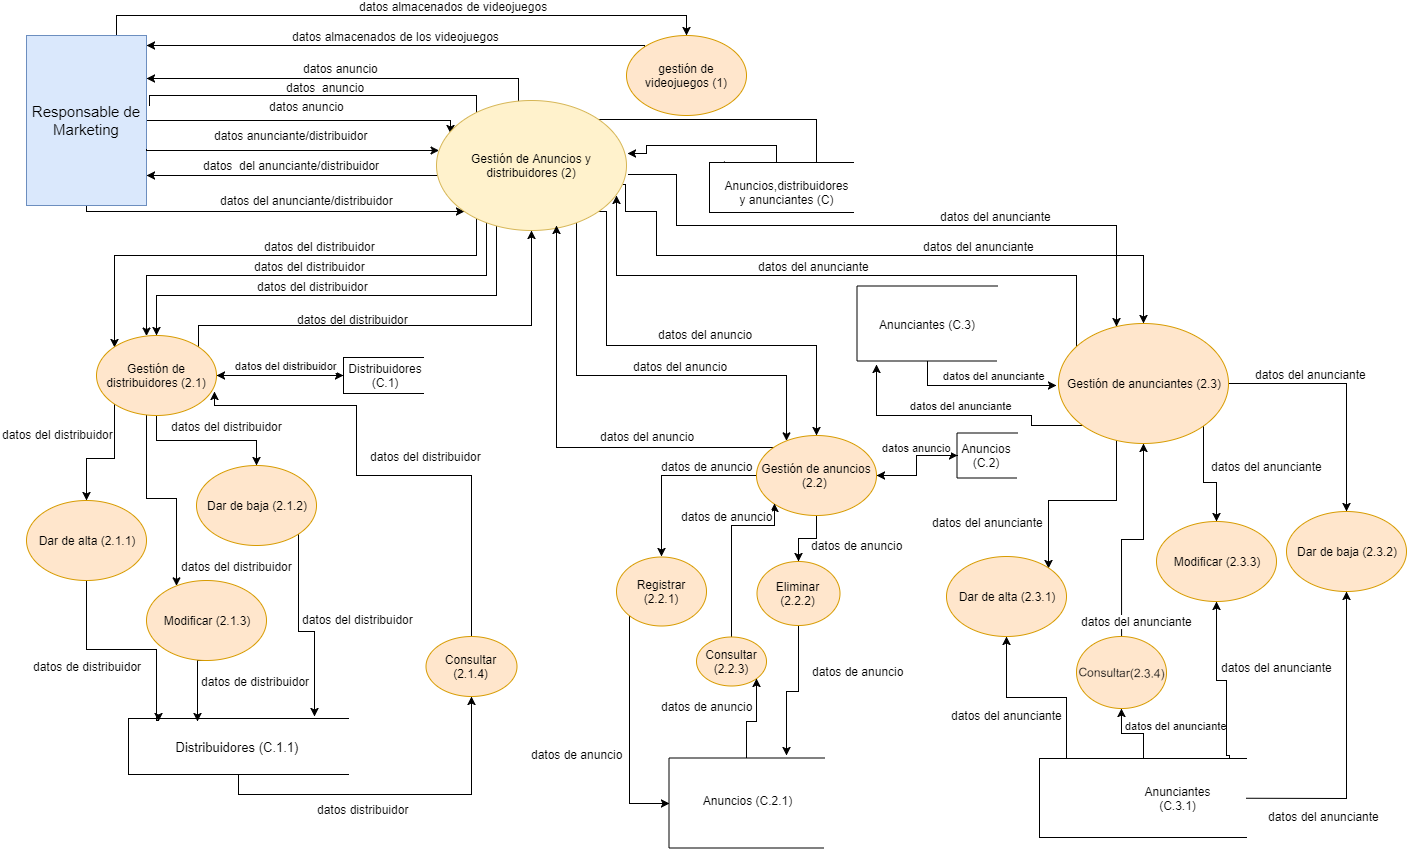 datos almacenados de videojuegos
datos almacenados de los videojuegos
gestión de
videojuegos (1)
datos anuncio
datos  anuncio
datos anuncio
Responsable de
Marketing
datos anunciante/distribuidor
datos  del anunciante/distribuidor
datos del anunciante/distribuidor
Gestión de Anuncios y
distribuidores (2)
Anuncios,distribuidores
y anunciantes (C)
datos del anunciante
datos del anunciante
datos del anunciante
datos del distribuidor
datos del distribuidor
datos del distribuidor
datos del distribuidor
datos del anuncio
datos del anuncio
datos del anuncio
Anunciantes (C.3)
datos del anunciante
datos del anunciante
Gestión de anunciantes (2.3)
datos del anunciante
Gestión de
distribuidores (2.1)
datos del distribuidor
Distribuidores
(C.1)
datos del distribuidor
datos del distribuidor
datos del distribuidor
Gestión de anuncios
(2.2)
datos anuncio
Anuncios
(C.2)
datos de anuncio
datos de anuncio
datos de anuncio
datos del anunciante
datos del anunciante
Dar de alta (2.1.1)
Dar de baja (2.1.2)
datos del distribuidor
Modificar (2.1.3)
datos del distribuidor
datos de distribuidor
datos de distribuidor
Consultar
(2.1.4)
Registrar
(2.2.1)
Eliminar
(2.2.2)
Consultar
(2.2.3)
datos de anuncio
datos de anuncio
datos de anuncio
Dar de alta (2.3.1)
Modificar (2.3.3)
Dar de baja (2.3.2)
datos del anunciante
Consultar(2.3.4)
datos del anunciante
datos del anunciante
datos del anunciante
Distribuidores (C.1.1)
datos distribuidor
Anuncios (C.2.1)
Anunciantes
(C.3.1)
datos del anunciante